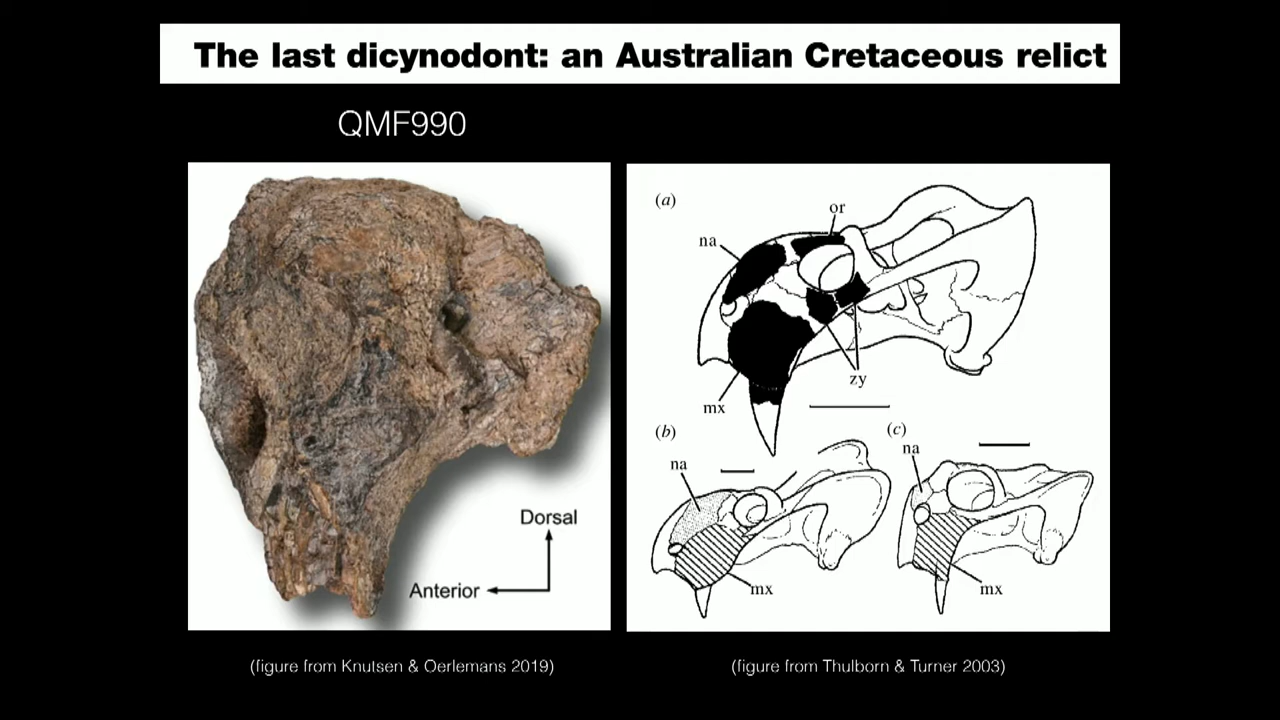 The last dicynodont: an Australian Cretaceous relict
QMF990
Dorsal
Anterior
(figure from Knutsen & Oerlemans 2019)
(a)
or
na
zy
mx
(b)
(c)
na
na
mx
mx
(figure from Thulborn & Turner 2003)